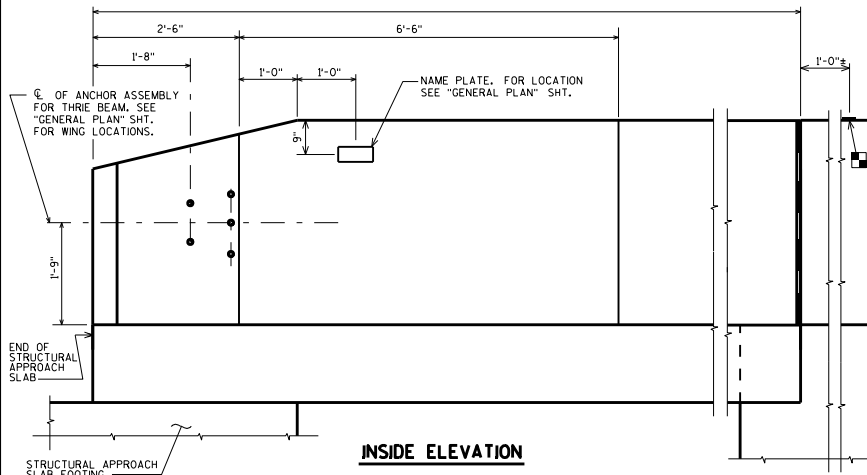 2'-6"
6'-6"
1'-8"
1'-0"±
1'-0"
1'-0"
℄ OF ANCHOR ASSEMBLY
FOR THRIE BEAM. SEE
"GENERAL PLAN" SHT.
FOR WING LOCATIONS.
NAME PLATE. FOR LOCATION
SEE "GENERAL PLAN" SHT.
9"
1'-9"
END OF
STRUCTURAL
APPROACH
SLAB
INSIDE ELEVATION
STRUCTURAL APPROACH
SLAB FOOTING